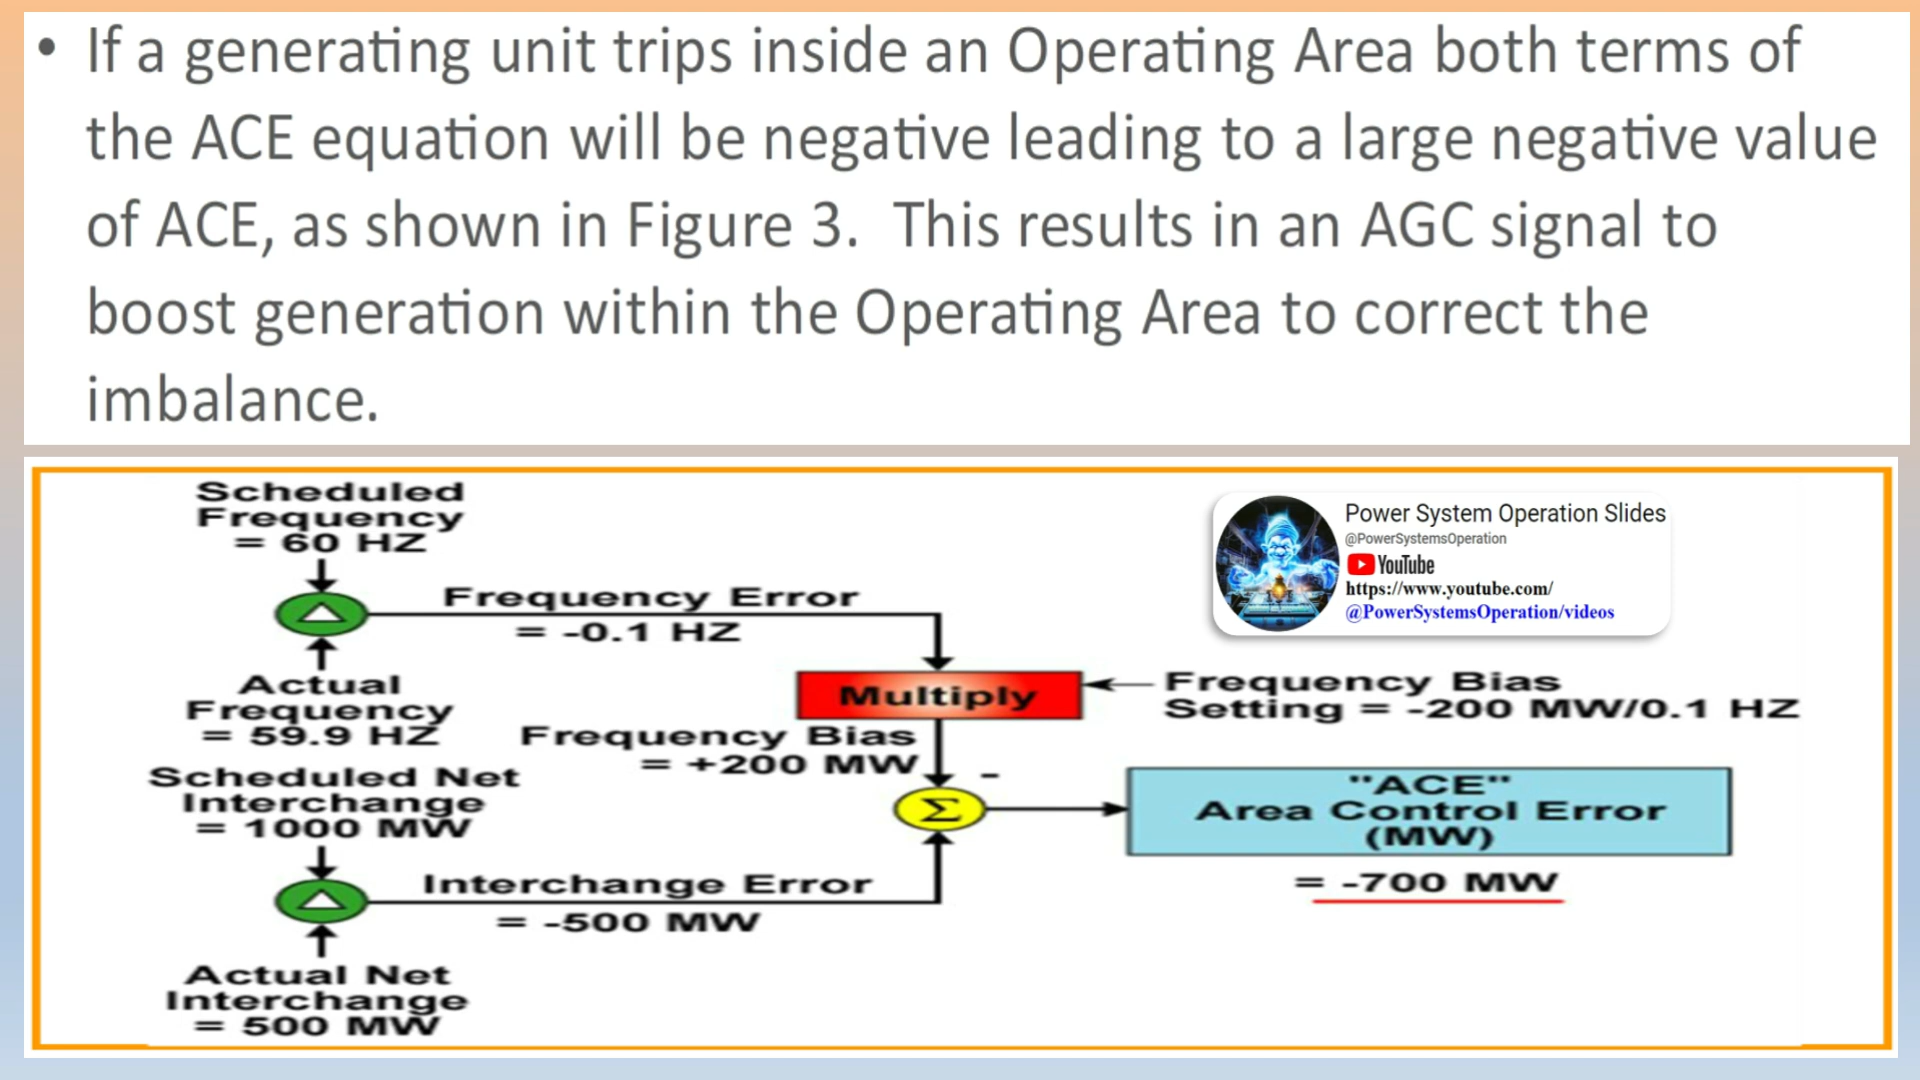 • If a generating unit trips inside an Operating Area both terms of
the ACE equation will be negative leading to a large negative value
of ACE, as shown in Figure 3.  This results in an AGC signal to
boost generation within the Operating Area to correct the
imbalance.
Scheduled
Frequency
= 60 HZ
Frequency Error
= -0.1 HZ
Actual
Frequency
= 59.9 HZ
Power System Operation Slides
@PowerSystemsOperation
YouTube
https://www.youtube.com/
@PowerSystemsOperation/videos
Multiply
Frequency Bias
Setting = -200 MW/0.1 HZ
Frequency Bias
= +200 MW
-
Scheduled Net
Interchange
= 1000 MW
Σ
"ACE"
Area Control Error
(MW)
= -700 MW
Interchange Error
= -500 MW
Actual Net
Interchange
= 500 MW